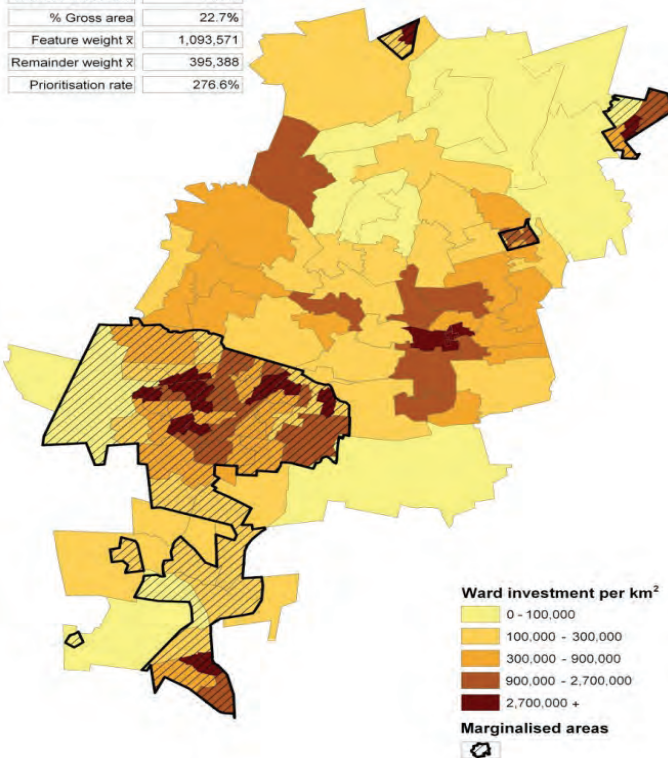 % Gross area 22.7%
Feature weight x̄ 1,093,571
Remainder weight x̄ 395,388
Prioritisation rate 276.6%
Ward investment per km²
0 - 100,000
100,000 - 300,000
300,000 - 900,000
900,000 - 2,700,000
2,700,000 +
Marginalised areas